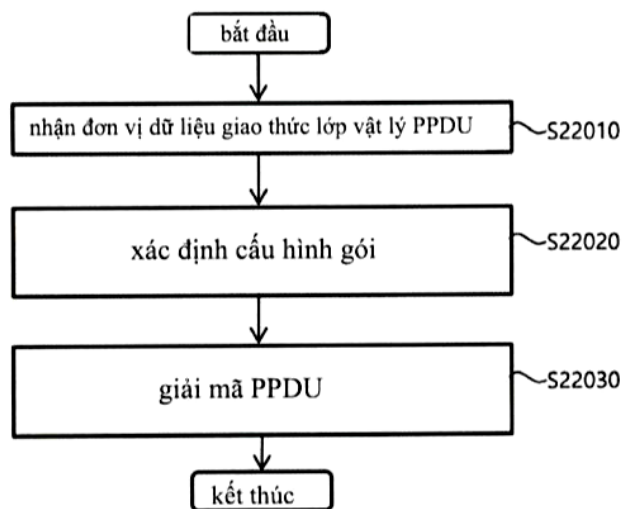 bắt đầu
nhận đơn vị dữ liệu giao thức lớp vật lý PPDU
S22010
xác định cấu hình gói
S22020
giải mã PPDU
S22030
kết thúc